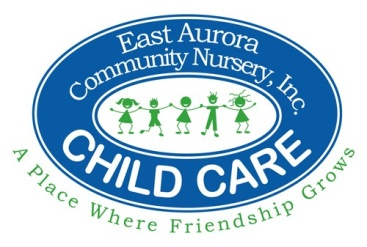 East Aurora
Community Nursery, Inc.
CHILD CARE
A Place Where Friendship Grows